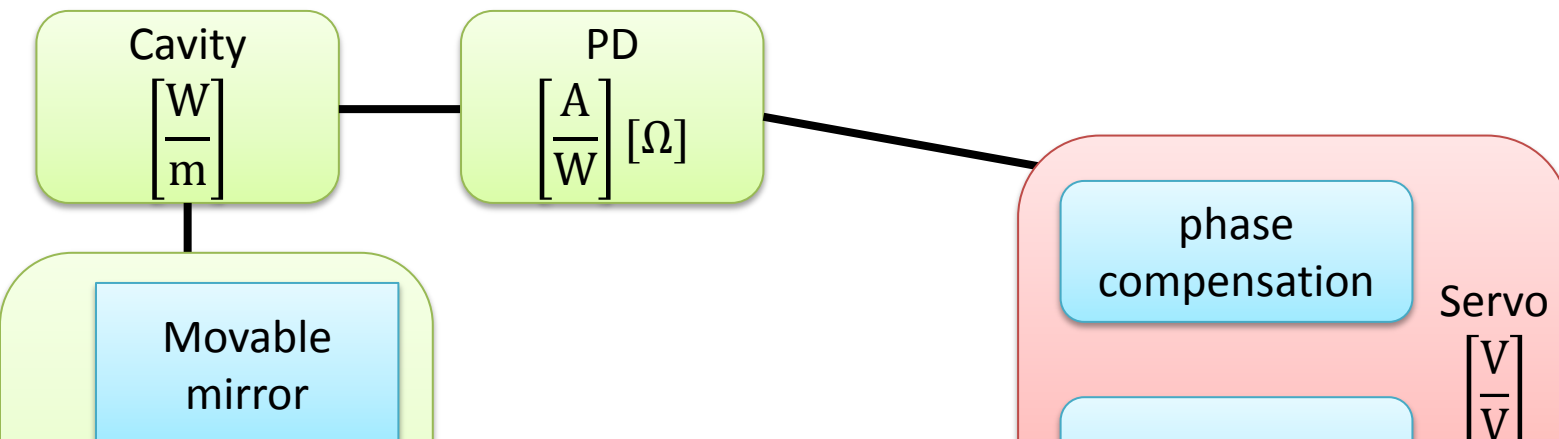 Cavity
[W/m]
PD
[A/W] [Ω]
phase
compensation
Servo
[V/V]
Movable
mirror